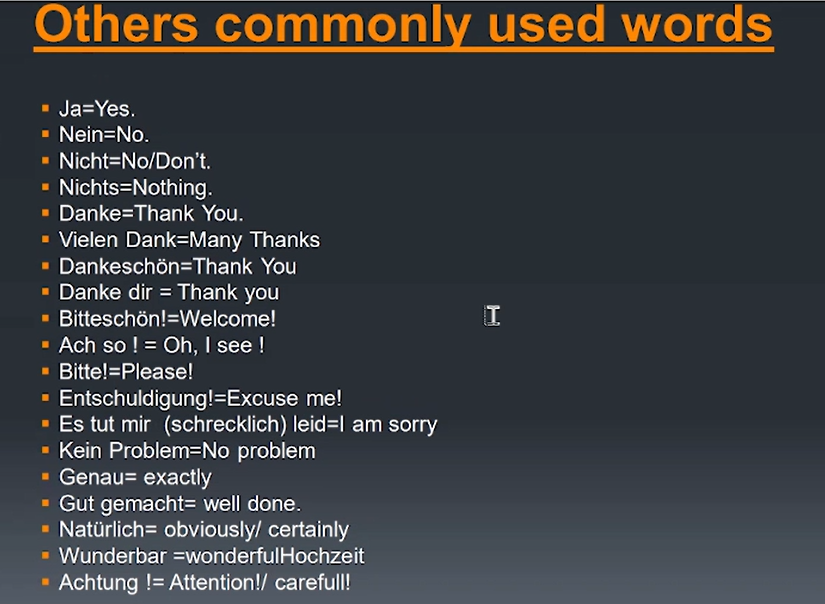 Others commonly used words
Ja=Yes.
Nein=No.
Nicht=No/Don't.
Nichts=Nothing.
Danke=Thank You.
Vielen Dank=Many Thanks
Dankeschön=Thank You
Danke dir = Thank you
Bitteschön!=Welcome!
Ach so ! = Oh, I see !
Bitte!=Please!
Entschuldigung!=Excuse me!
Es tut mir  (schrecklich) leid=I am sorry
Kein Problem=No problem
Genau= exactly
Gut gemacht= well done.
Natürlich= obviously/ certainly
Wunderbar =wonderfulHochzeit
Achtung != Attention!/ carefull!